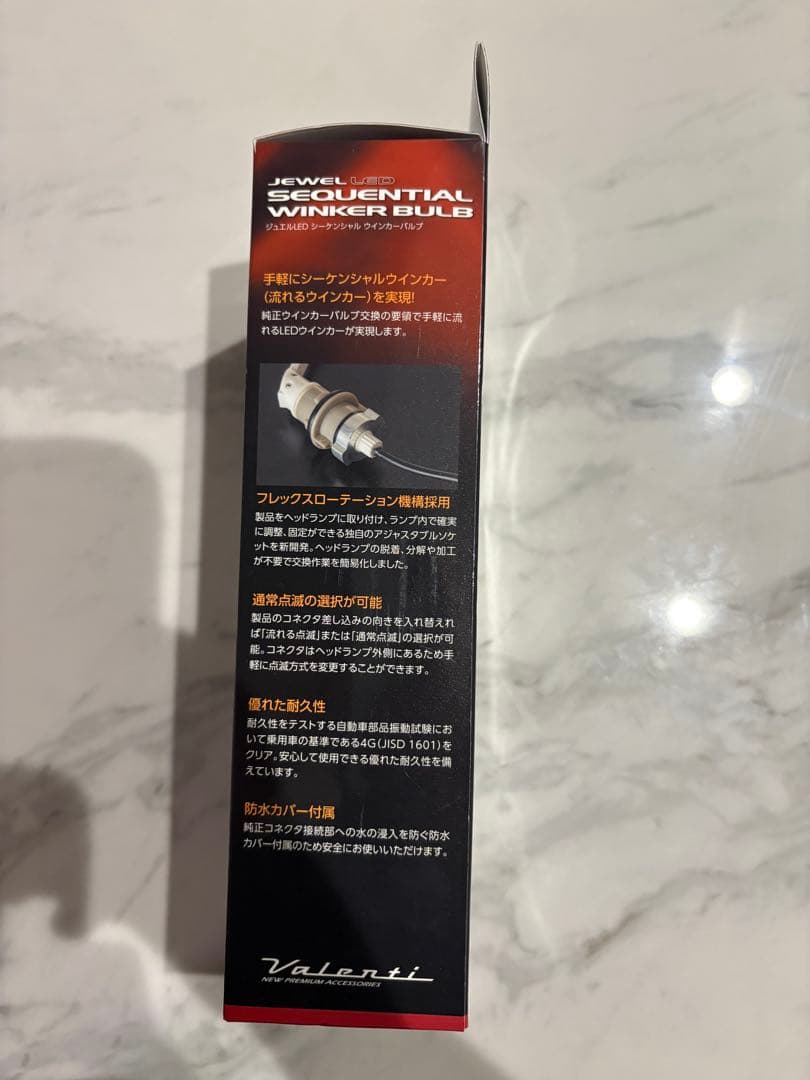 JEWEL LED
SEQUENTIAL
WINKER BULB
ジュエルLED シーケンシャル ウインカーバルブ
手軽にシーケンシャルウインカー
(流れるウインカー)を実現!
純正ウインカーバルブ交換の要領で手軽に流
れるLEDウインカーが実現します。
フレックスローテーション機構採用
製品をヘッドランプに取り付け、ランプ内で確実
に調整、固定ができる独自のアジャスタブルソケ
ットを新開発。ヘッドランプの脱着、分解や加工
が不要で交換作業を簡易化しました。
通常点滅の選択が可能
製品のコネクタ差し込みの向きを入れ替えれ
ば「流れる点滅」または「通常点滅」の選択が可
能。コネクタはヘッドランプ外側にあるため手
軽に点滅方式を変更することができます。
優れた耐久性
耐久性をテストする自動車部品振動試験にお
いて乗用車の基準である4G(JISD 1601)を
クリア。安心して使用できる優れた耐久性を備
えています。
防水カバー付属
純正コネクタ接続部への水の浸入を防ぐ防水
カバー付属のため安全にお使いいただけます。
Valenti
NEW PREMIUM ACCESSORIES